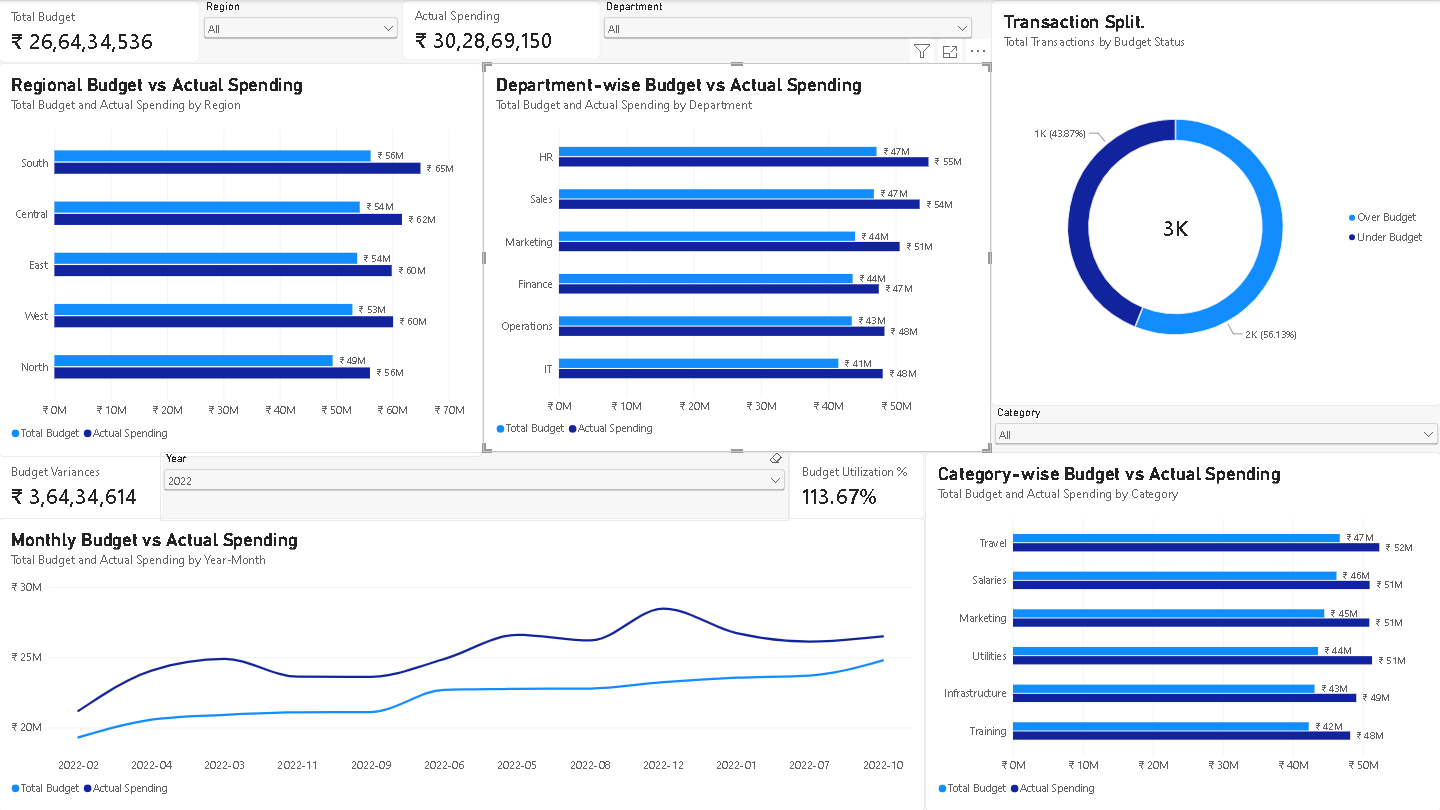 Total Budget
₹ 26,64,34,536
Region
All
Actual Spending
₹ 30,28,69,150
Department
All
Transaction Split.
Total Transactions by Budget Status
1K (43.87%)
3K
2K (56.13%)
Over Budget
Under Budget
Regional Budget vs Actual Spending
Total Budget and Actual Spending by Region
South ₹ 56M
₹ 65M
Central ₹ 54M
₹ 62M
East ₹ 54M
₹ 60M
West ₹ 53M
₹ 60M
North ₹ 49M
₹ 56M
₹ 0M ₹ 10M ₹ 20M ₹ 30M ₹ 40M ₹ 50M ₹ 60M ₹ 70M
Total Budget Actual Spending
Department-wise Budget vs Actual Spending
Total Budget and Actual Spending by Department
HR ₹ 47M
₹ 55M
Sales ₹ 47M
₹ 54M
Marketing ₹ 44M
₹ 51M
Finance ₹ 44M
₹ 47M
Operations ₹ 43M
₹ 48M
IT ₹ 41M
₹ 48M
₹ 0M ₹ 10M ₹ 20M ₹ 30M ₹ 40M ₹ 50M
Total Budget Actual Spending
Category
All
Budget Variances
₹ 3,64,34,614
Year
2022
Budget Utilization %
113.67%
Monthly Budget vs Actual Spending
Total Budget and Actual Spending by Year-Month
₹ 30M
₹ 25M
₹ 20M
2022-02 2022-04 2022-03 2022-11 2022-09 2022-06 2022-05 2022-08 2022-12 2022-01 2022-07 2022-10
Total Budget Actual Spending
Category-wise Budget vs Actual Spending
Total Budget and Actual Spending by Category
Travel ₹ 47M
₹ 52M
Salaries ₹ 46M
₹ 51M
Marketing ₹ 45M
₹ 51M
Utilities ₹ 44M
₹ 51M
Infrastructure ₹ 43M
₹ 49M
Training ₹ 42M
₹ 48M
₹ 0M ₹ 10M ₹ 20M ₹ 30M ₹ 40M ₹ 50M
Total Budget Actual Spending